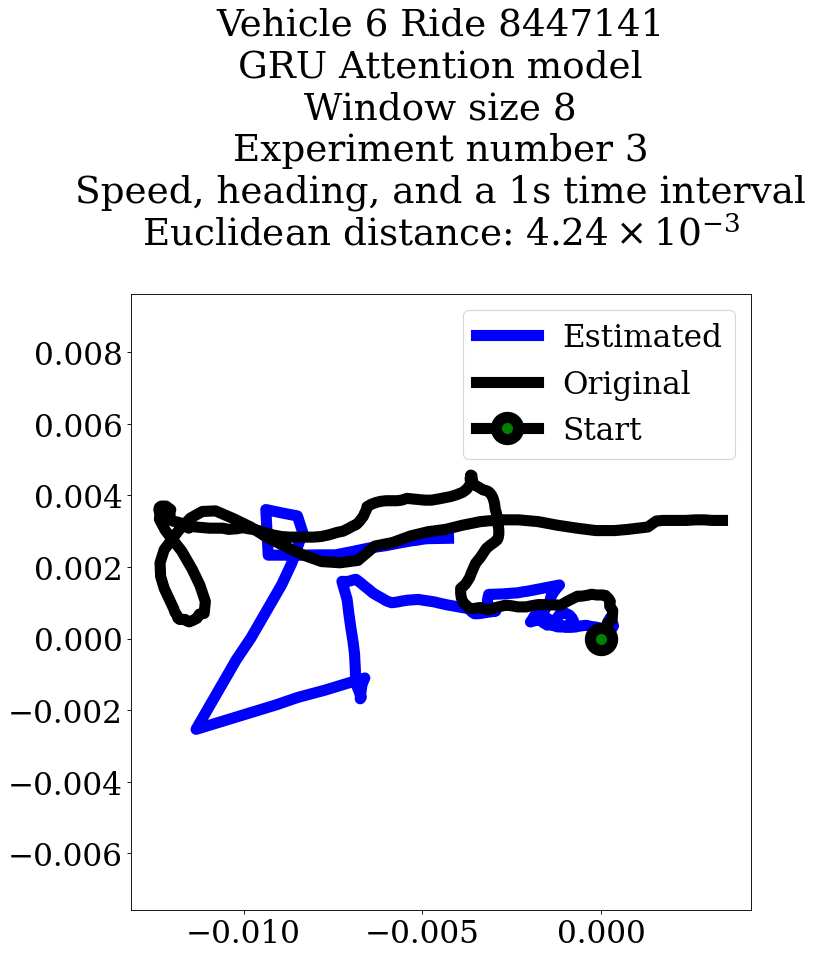 Vehicle 6 Ride 8447141
GRU Attention model
Window size 8
Experiment number 3
Speed, heading, and a 1s time interval
Euclidean distance: 4.24 × 10⁻³
Estimated
Original
Start
0.008
0.006
0.004
0.002
0.000
−0.002
−0.004
−0.006
−0.010
−0.005
0.000